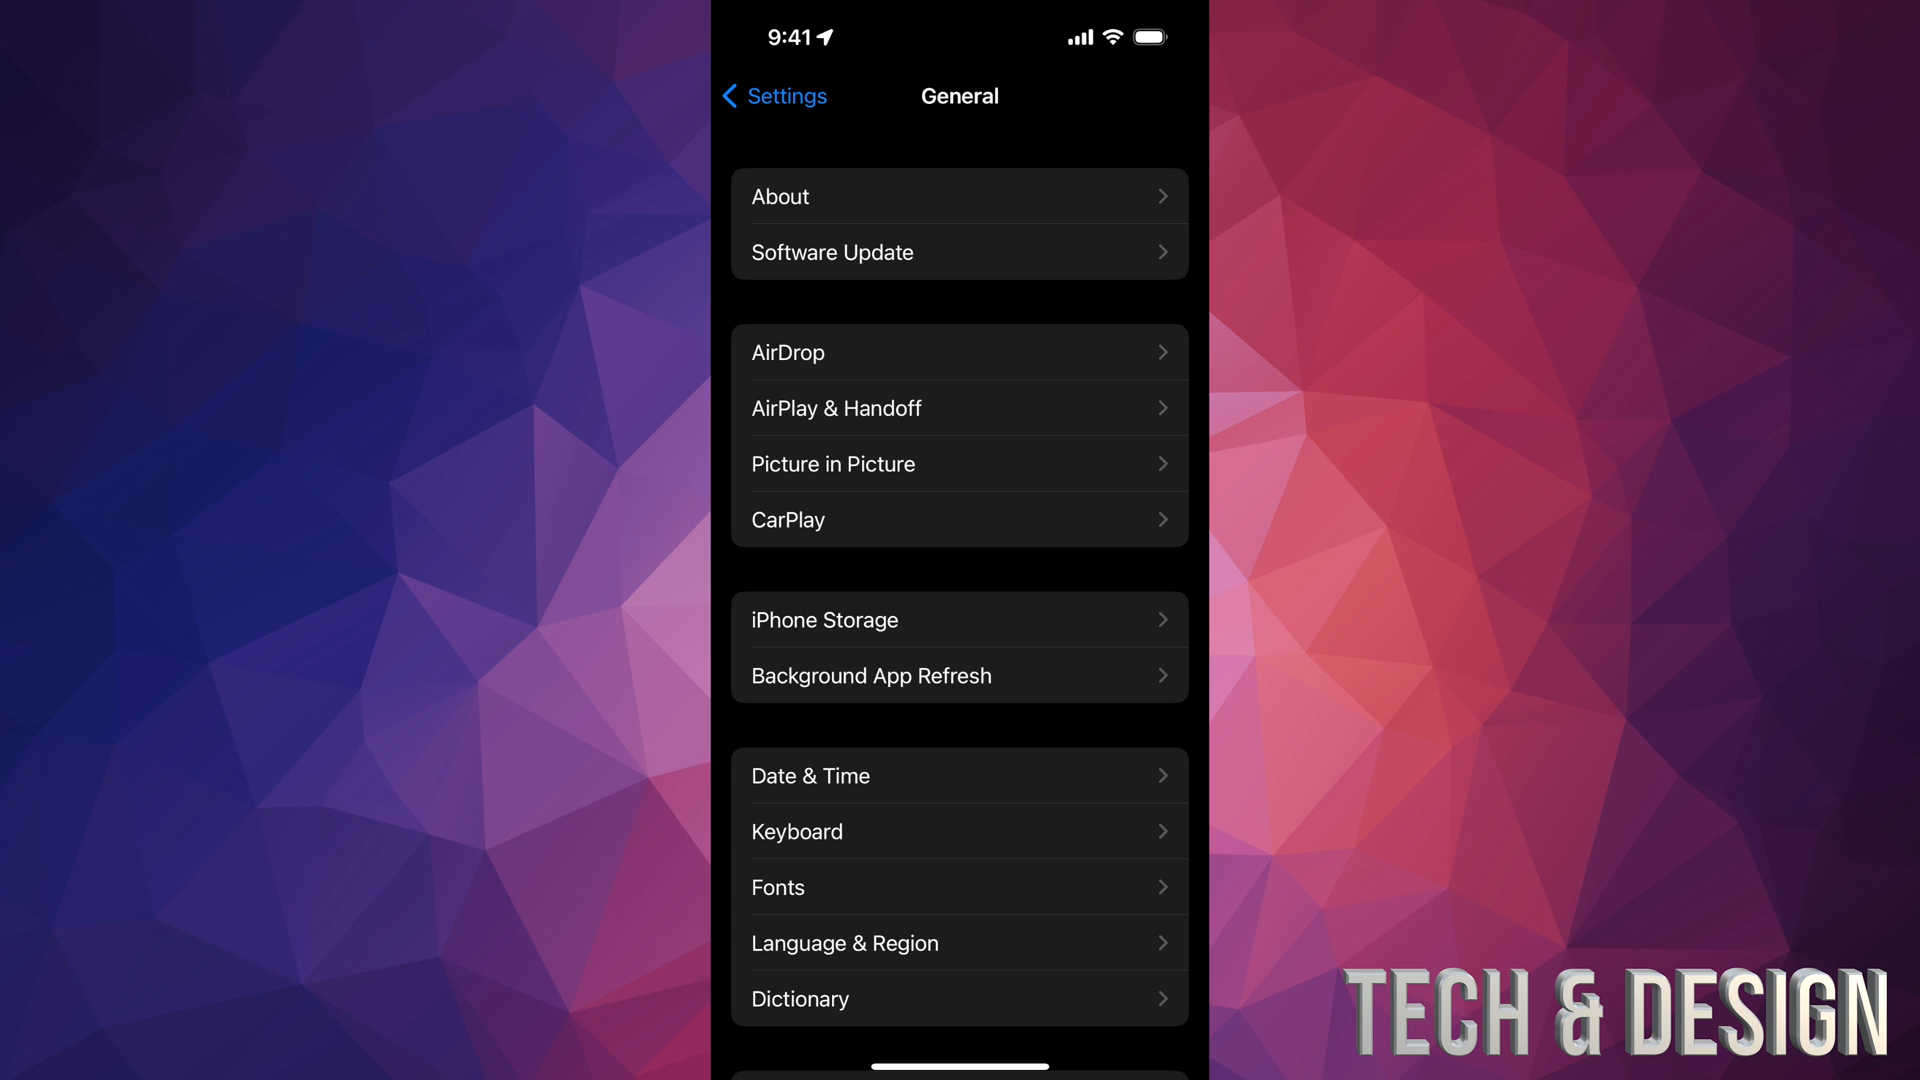 9:41
Settings
General
About
Software Update
AirDrop
AirPlay & Handoff
Picture in Picture
CarPlay
iPhone Storage
Background App Refresh
Date & Time
Keyboard
Fonts
Language & Region
Dictionary
TECH & DESIGN